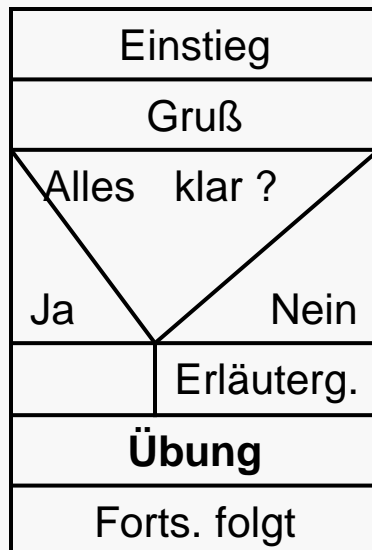 Einstieg
Gruß
Alles klar ?
Ja Nein
Erläuterg.
Übung
Forts. folgt